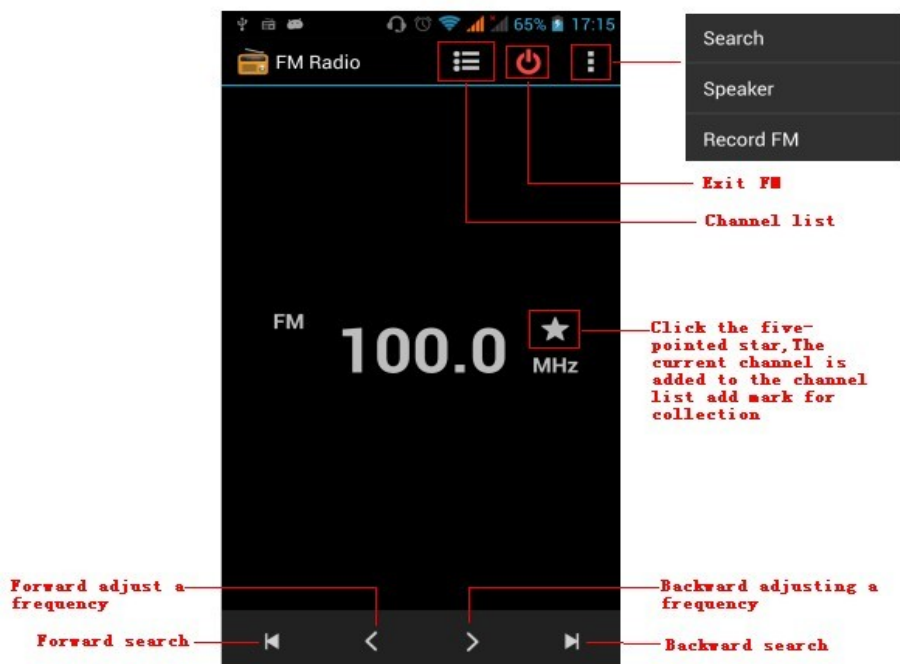 65% 17:15
FM Radio
Search
Speaker
Record FM
Exit FM
Channel list
FM
100.0
MHz
Click the five-
pointed star,The
current channel is
added to the channel
list add mark for
collection
Forward adjust a
frequency
Backward adjusting a
frequency
Forward search
Backward search